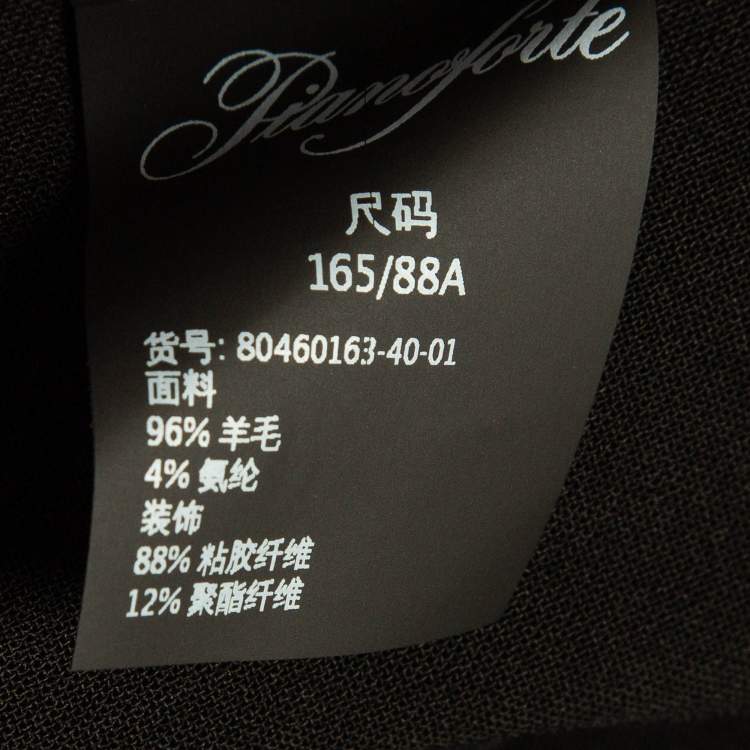 Pianoforte
尺码
165/88A
货号: 80460163-40-01
面料
96% 羊毛
4% 氨纶
装饰
88% 粘胶纤维
12% 聚酯纤维